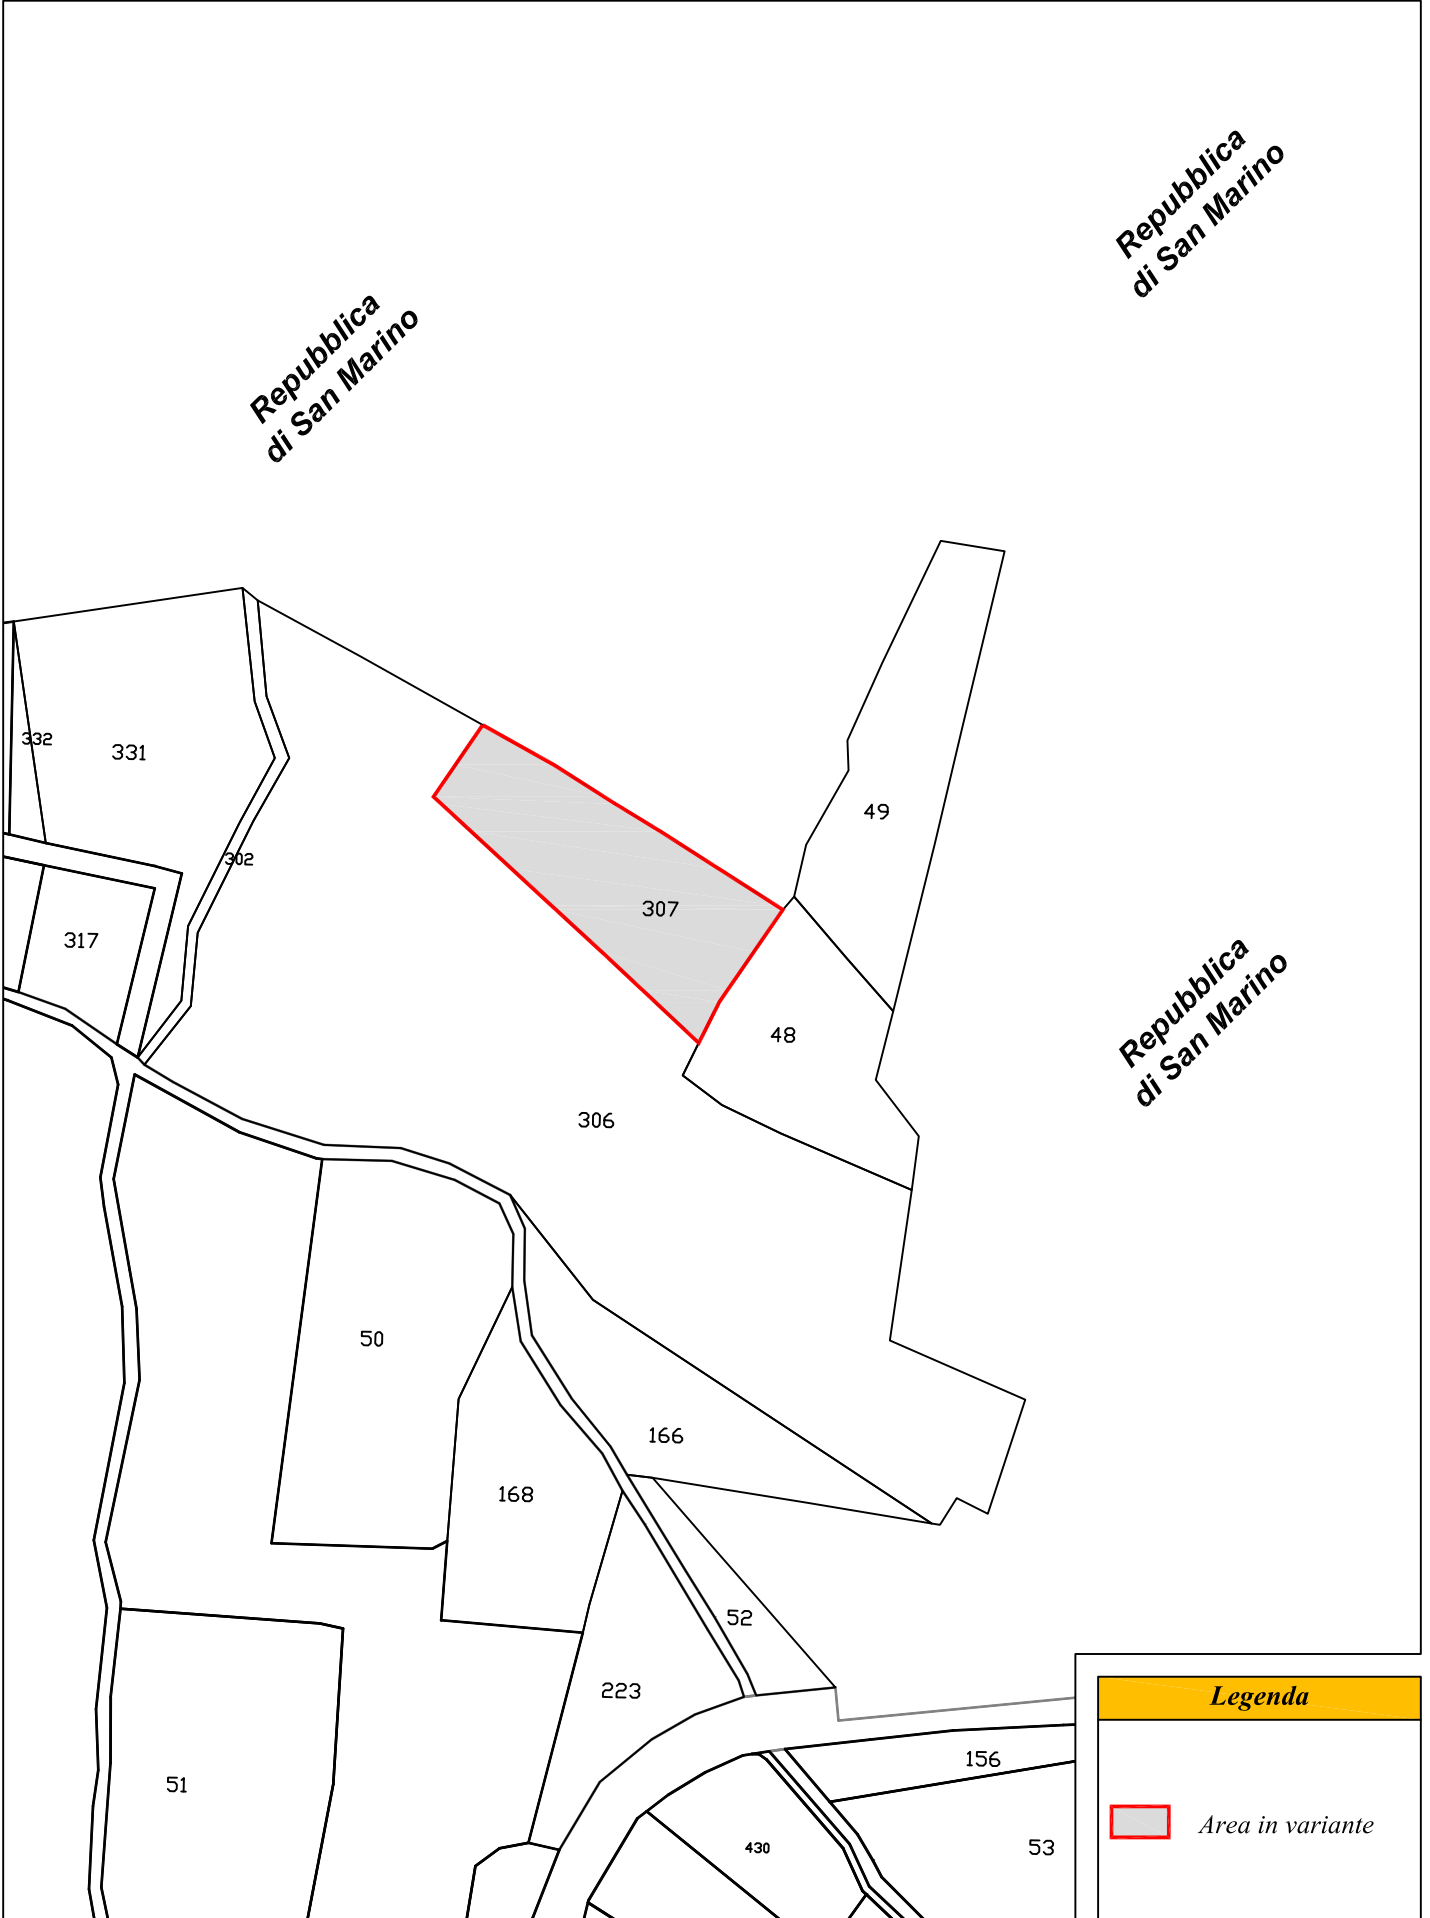 Repubblica
di San Marino
Repubblica
di San Marino
332
331
49
302
307
317
Repubblica
di San Marino
48
306
50
166
168
52
223
Legenda
156
51
Area in variante
430
53